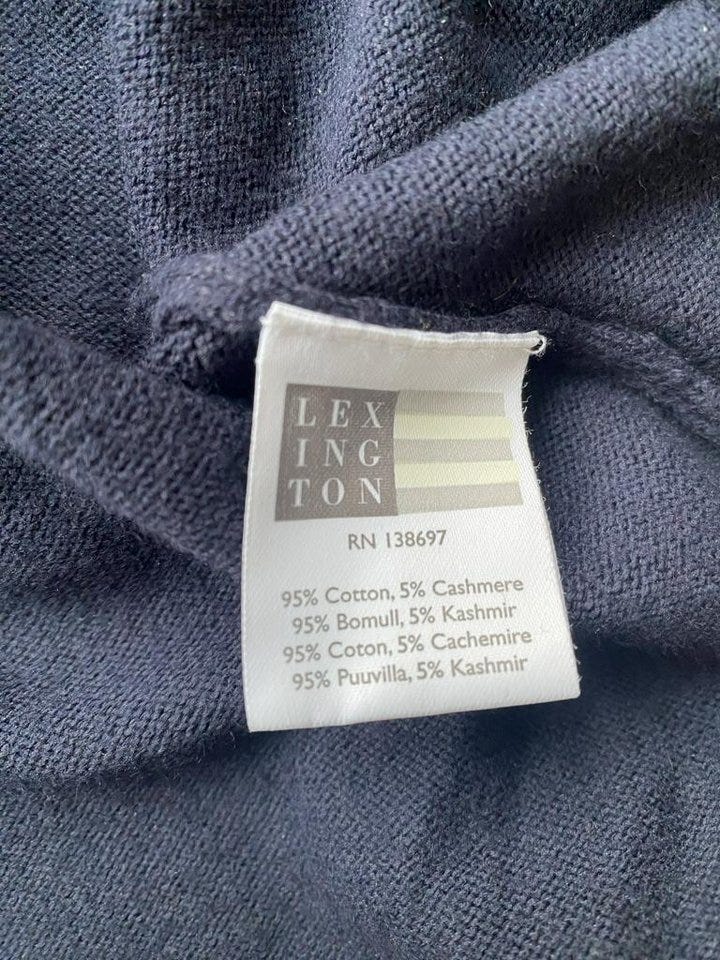 LEX
ING
TON
RN 138697
95% Cotton, 5% Cashmere
95% Bomull, 5% Kashmir
95% Coton, 5% Cachemire
95% Puuvilla, 5% Kashmir